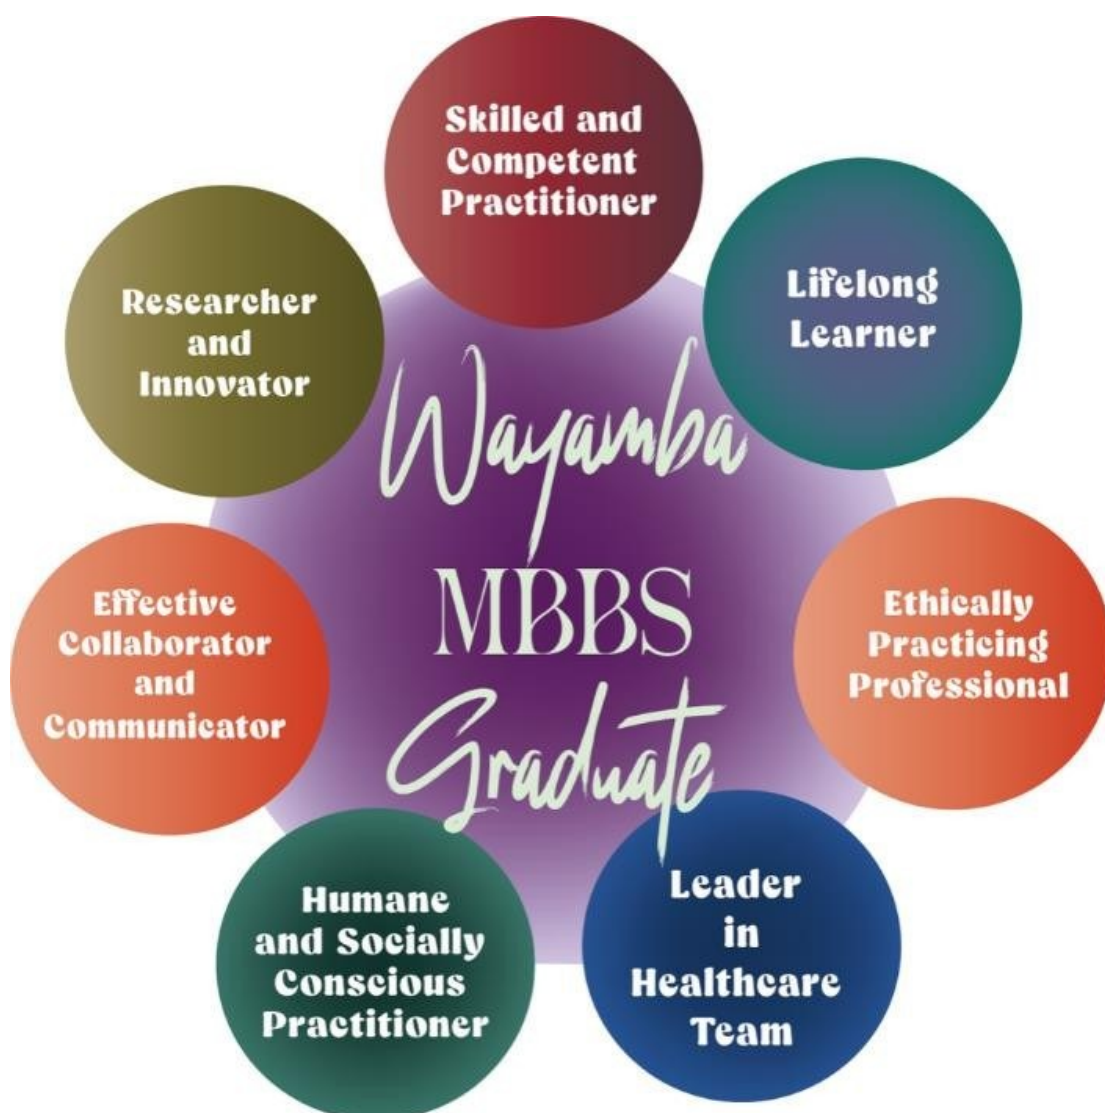 Skilled and
Competent
Practitioner
Lifelong
Learner
Ethically
Practicing
Professional
Leader
in
Healthcare
Team
Humane
and Socially
Conscious
Practitioner
Effective
Collaborator
and
Communicator
Researcher
and
Innovator
Wayamba
MBBS
Graduate